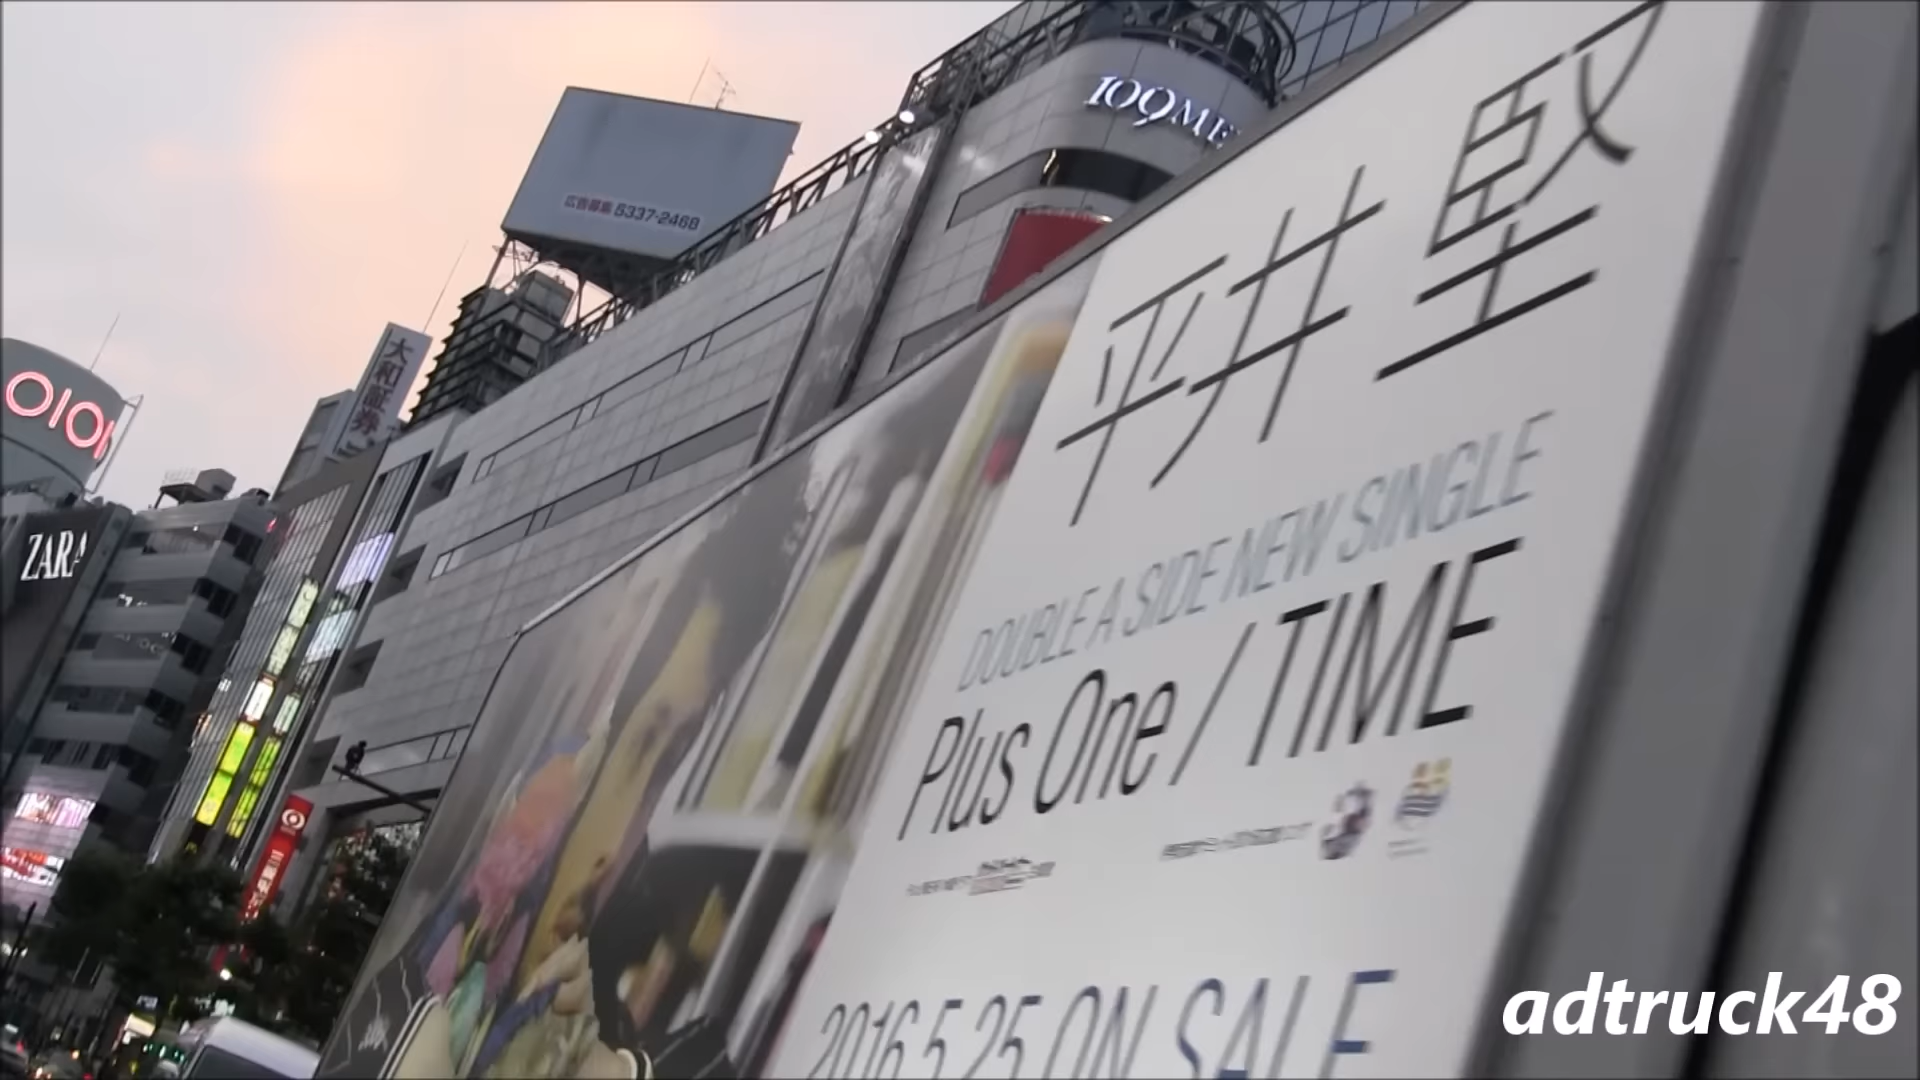 109MEN
広告募集 5337-2468
大和証券
OIOI
ZARA
平井 堅
DOUBLE A SIDE NEW SINGLE
Plus One / TIME
2016.5.25 ON SALE
adtruck48